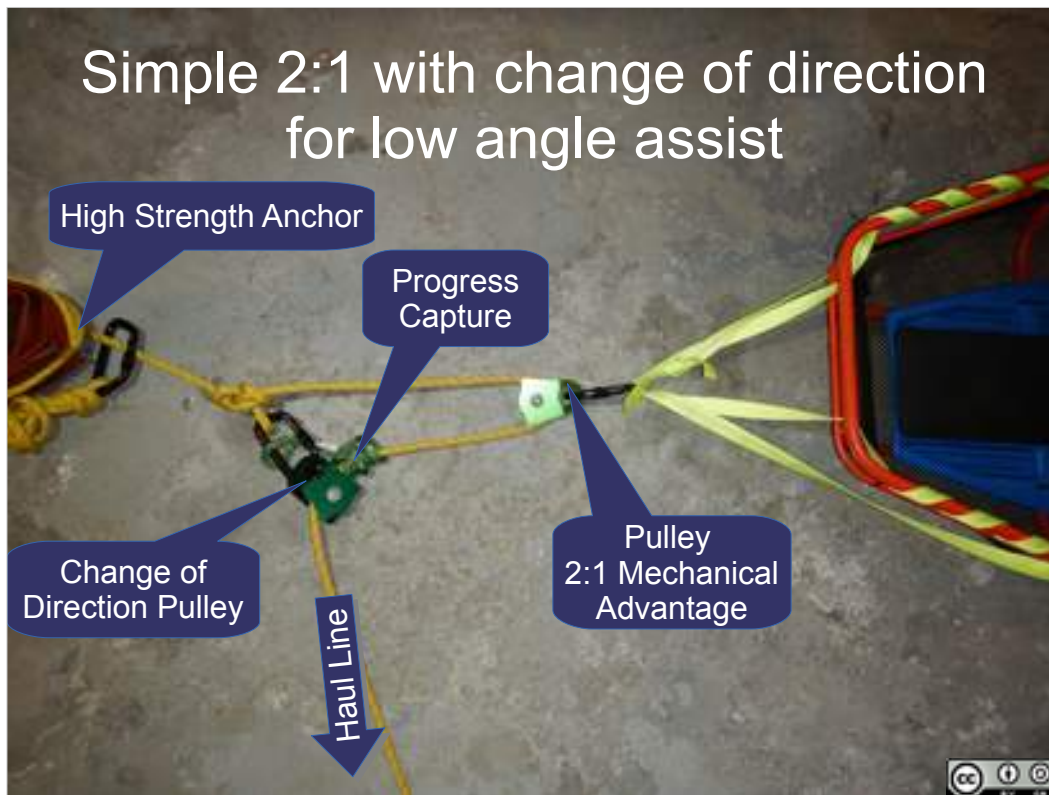 Simple 2:1 with change of direction
for low angle assist
High Strength Anchor
Progress
Capture
Change of
Direction Pulley
Pulley
2:1 Mechanical
Advantage
Haul Line
cc